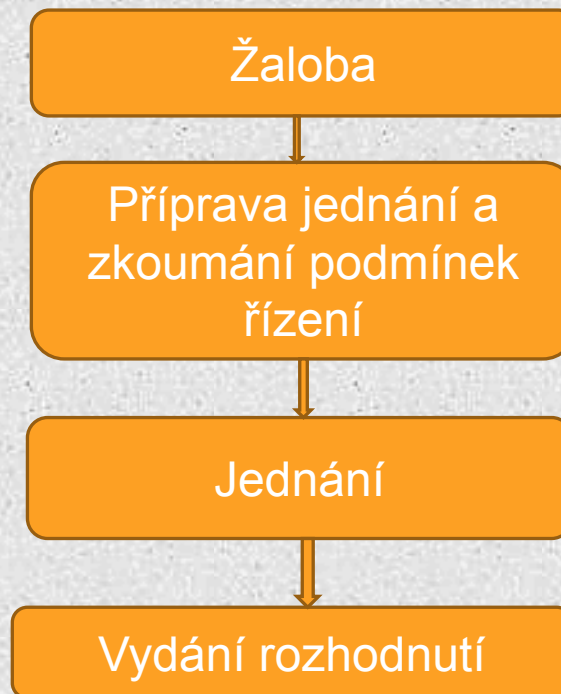 Žaloba
Příprava jednání a
zkoumání podmínek
řízení
Jednání
Vydání rozhodnutí